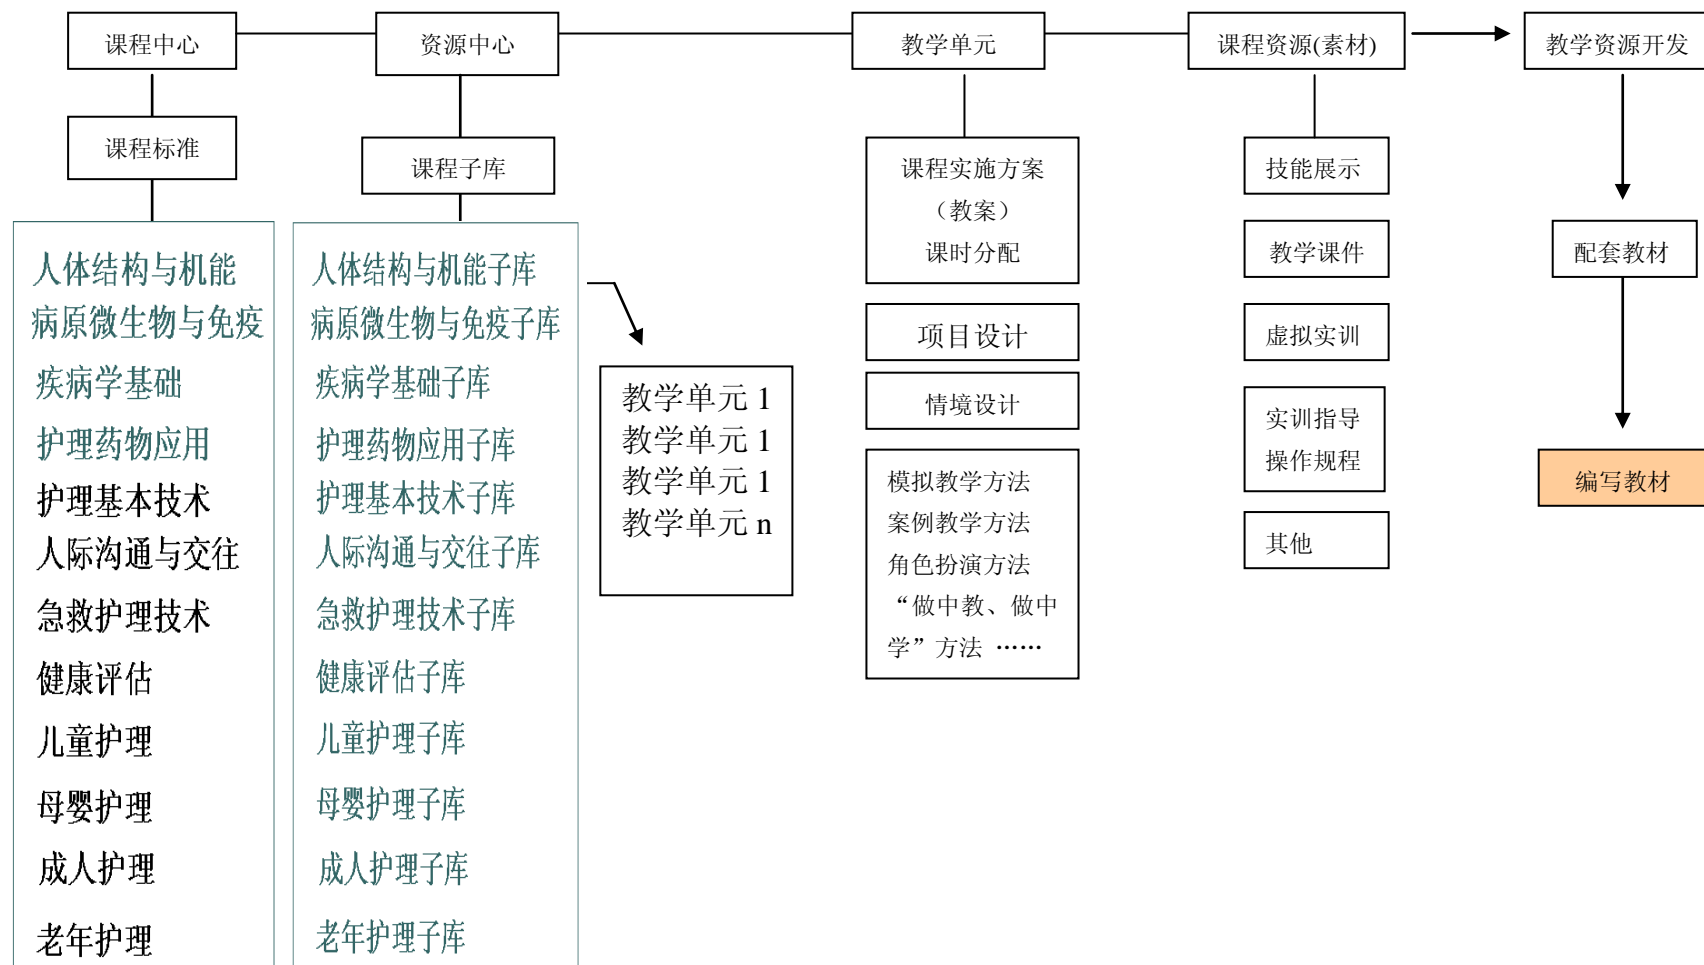 课程中心
资源中心
教学单元
课程资源(素材)
教学资源开发
课程标准
人体结构与机能
病原微生物与免疫
疾病学基础
护理药物应用
护理基本技术
人际沟通与交往
急救护理技术
健康评估
儿童护理
母婴护理
成人护理
老年护理
课程子库
人体结构与机能子库
病原微生物与免疫子库
疾病学基础子库
护理药物应用子库
护理基本技术子库
人际沟通与交往子库
急救护理技术子库
健康评估子库
儿童护理子库
母婴护理子库
成人护理子库
老年护理子库
教学单元 1
教学单元 1
教学单元 1
教学单元 n
课程实施方案
（教案）
课时分配
项目设计
情境设计
模拟教学方法
案例教学方法
角色扮演方法
“做中教、做中
学”方法 ……
技能展示
教学课件
虚拟实训
实训指导
操作规程
其他
配套教材
编写教材